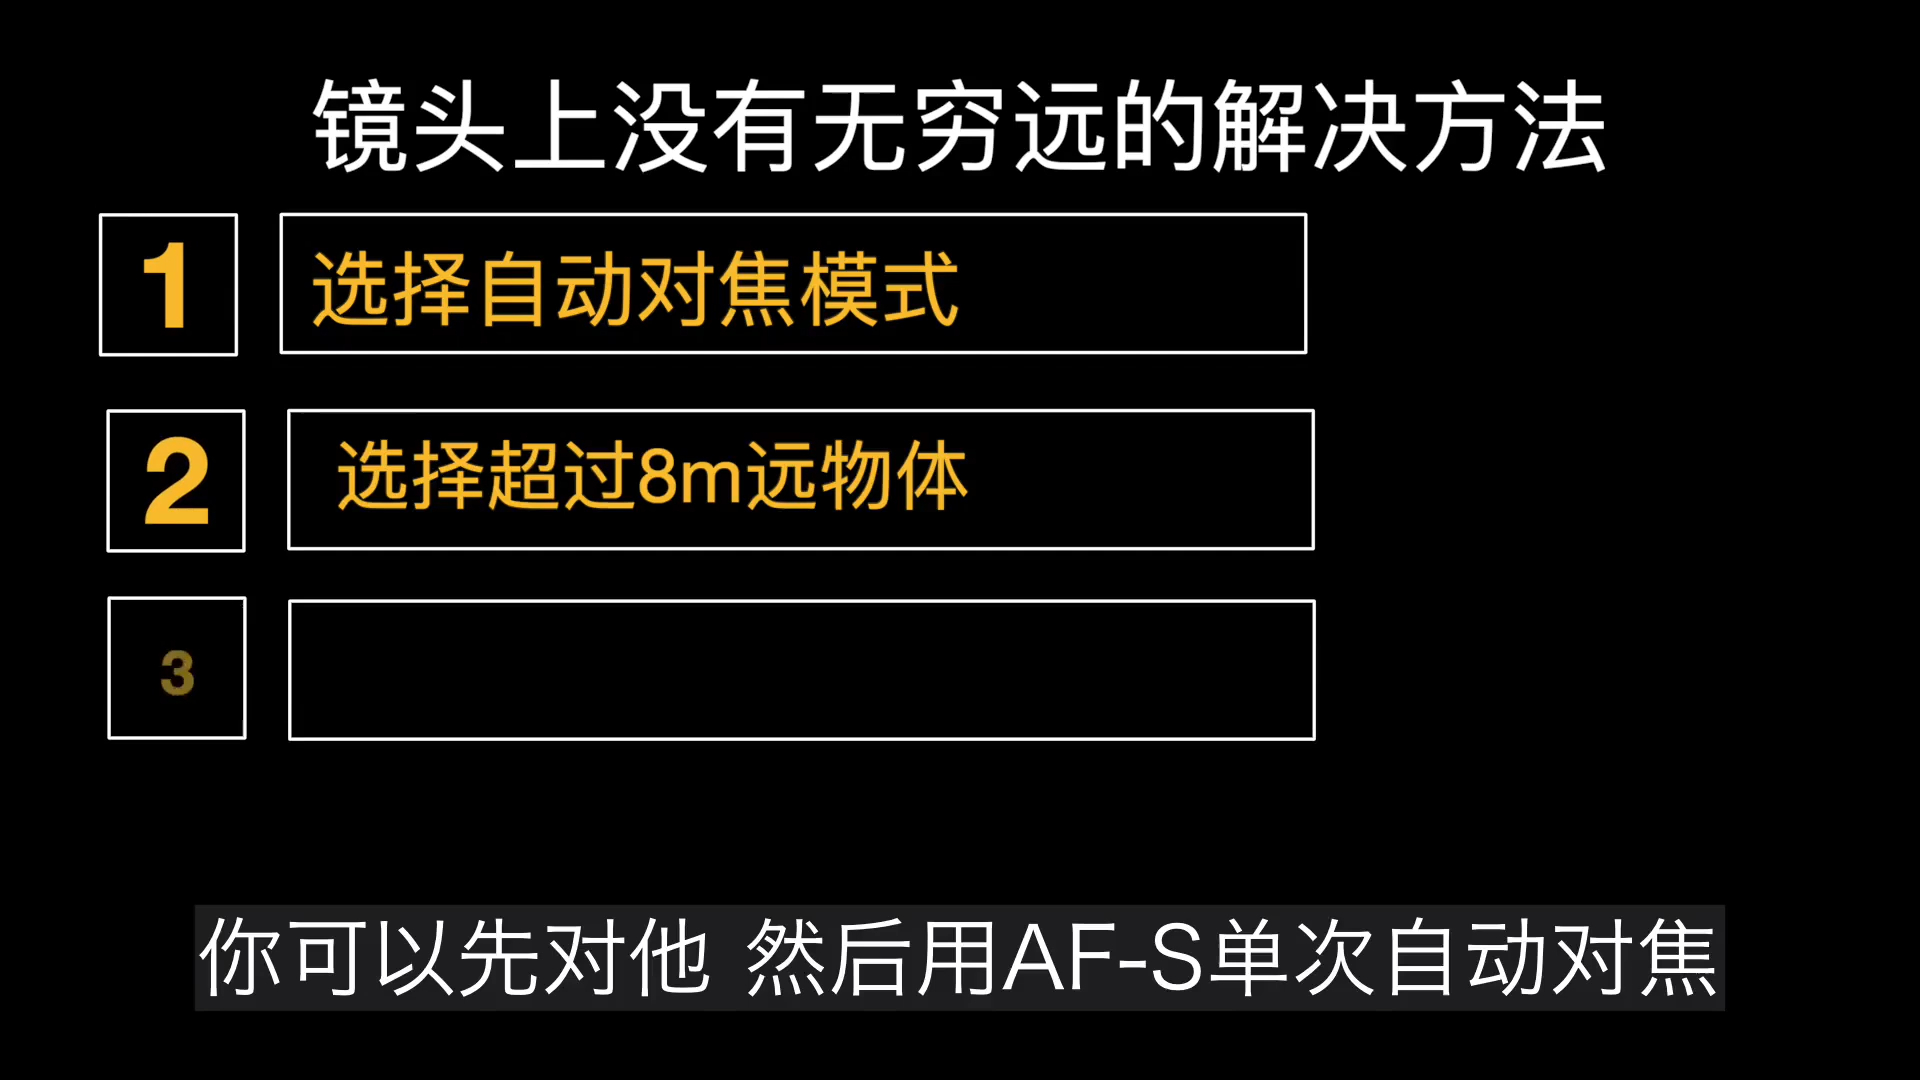 镜头上没有无穷远的解决方法
1
选择自动对焦模式
2
选择超过8m远物体
3
你可以先对他 然后用AF-S单次自动对焦